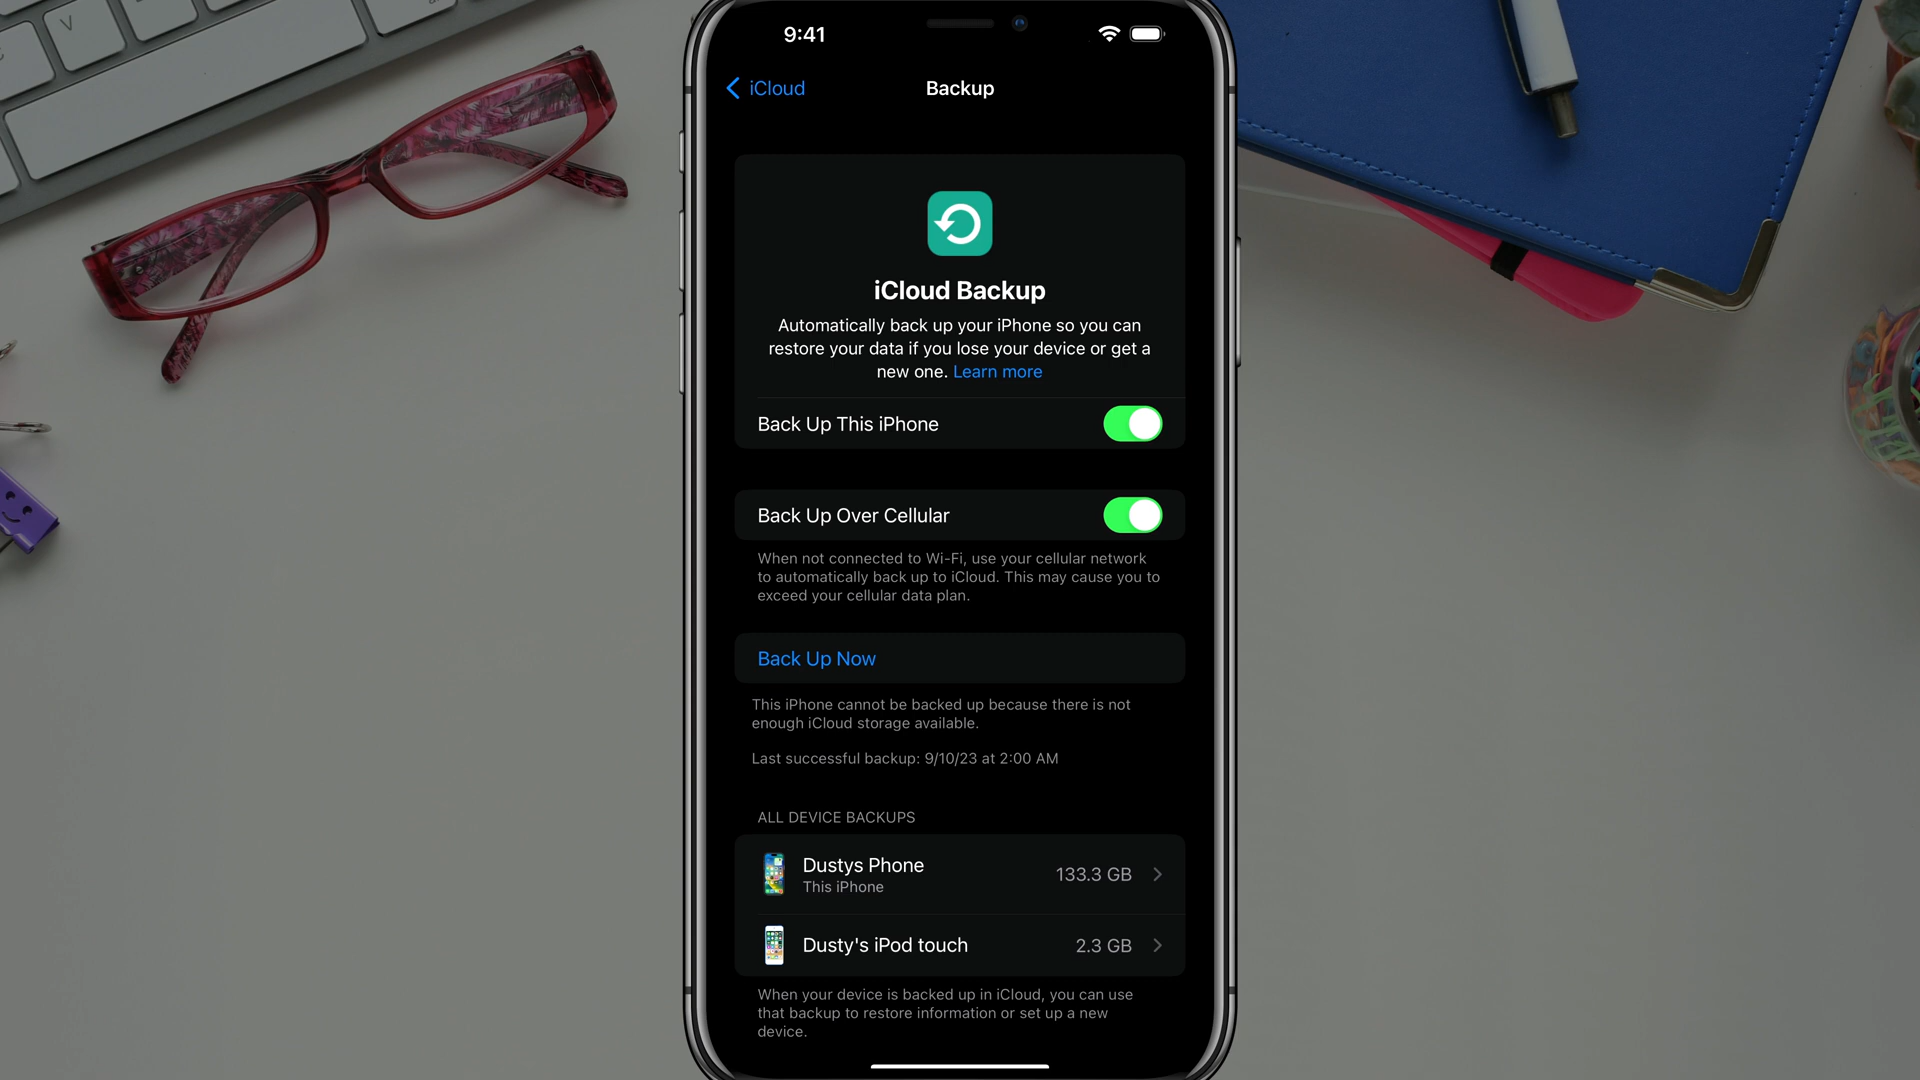 V
9:41
iCloud
Backup
iCloud Backup
Automatically back up your iPhone so you can
restore your data if you lose your device or get a
new one. Learn more
Back Up This iPhone
Back Up Over Cellular
When not connected to Wi-Fi, use your cellular network
to automatically back up to iCloud. This may cause you to
exceed your cellular data plan.
Back Up Now
This iPhone cannot be backed up because there is not
enough iCloud storage available.
Last successful backup: 9/10/23 at 2:00 AM
ALL DEVICE BACKUPS
Dustys Phone
133.3 GB
This iPhone
Dusty's iPod touch
2.3 GB
When your device is backed up in iCloud, you can use
that backup to restore information or set up a new
device.